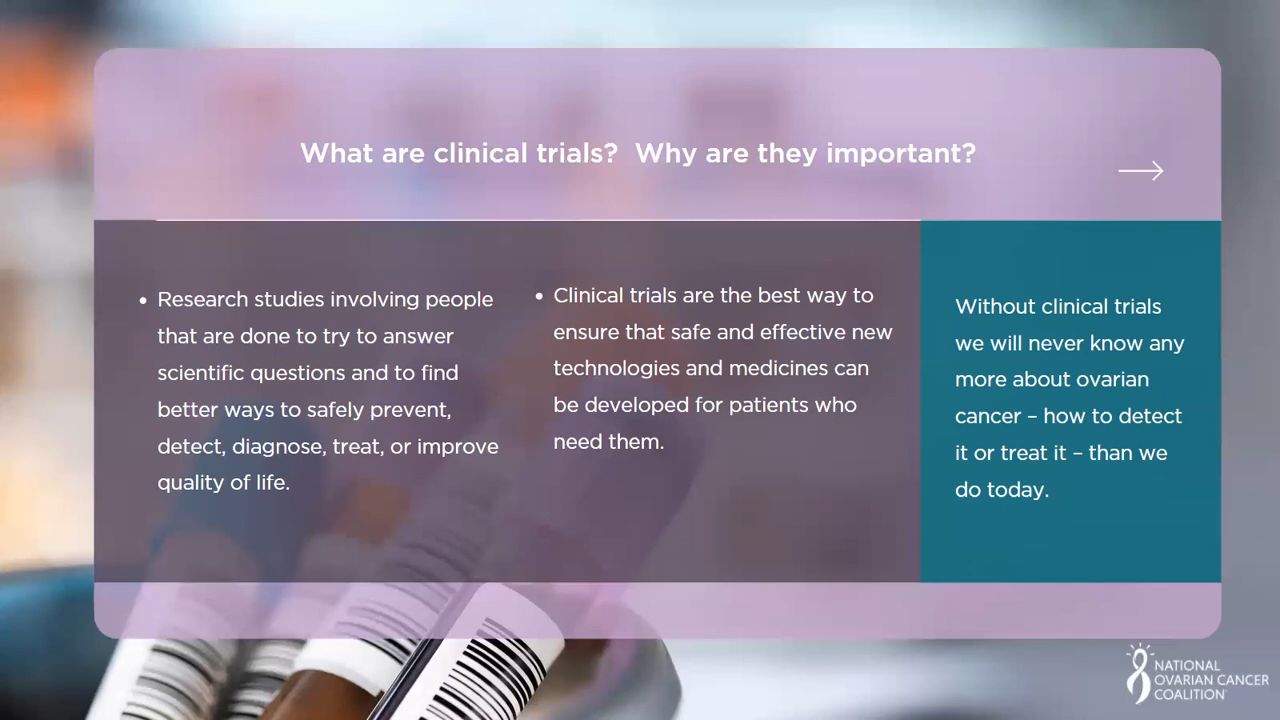 What are clinical trials?  Why are they important?
• Research studies involving people
that are done to try to answer
scientific questions and to find
better ways to safely prevent,
detect, diagnose, treat, or improve
quality of life.
• Clinical trials are the best way to
ensure that safe and effective new
technologies and medicines can
be developed for patients who
need them.
Without clinical trials
we will never know any
more about ovarian
cancer – how to detect
it or treat it – than we
do today.
NATIONAL
OVARIAN CANCER
COALITION